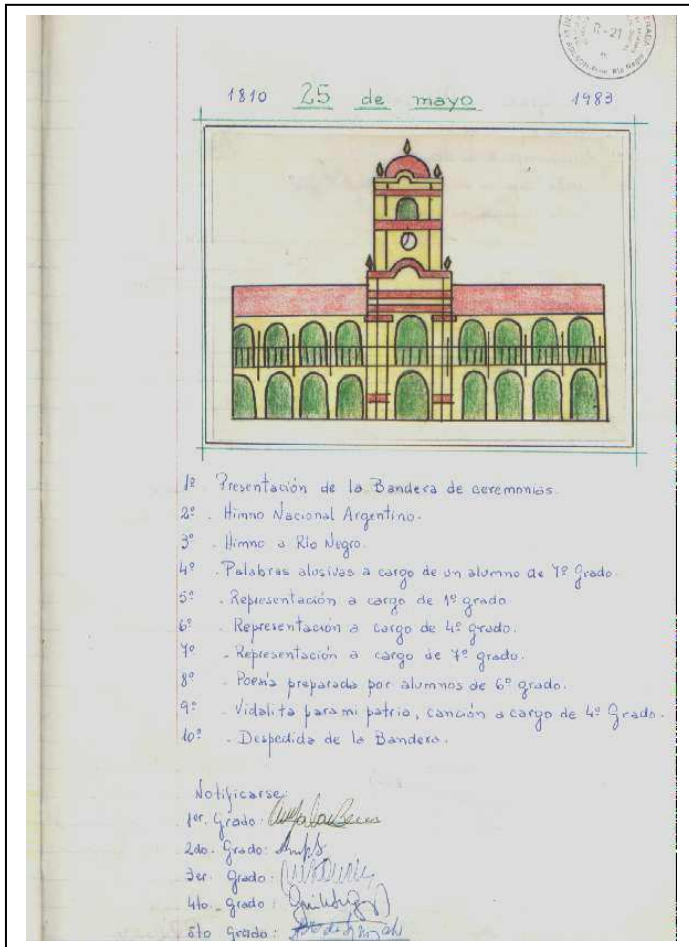 1810 25 de mayo 1983
1º Presentación de la Bandera de ceremonias.
2º . Himno Nacional Argentino.
3º . Himno a Río Negro.
4º . Palabras alusivas a cargo de un alumno de 7º Grado.
5º . Representación a cargo de 1º grado
6º . Representación a cargo de 4º grado.
7º . Representación a cargo de 7º grado.
8º . Poesía preparada por alumnos de 6º grado.
9º . Vidalita para mi patria, canción a cargo de 4º Grado.
10º . Despedida de la Bandera.
Notificarse:
1er. Grado:
2do. Grado:
3er. Grado:
4to. Grado:
5to Grado: